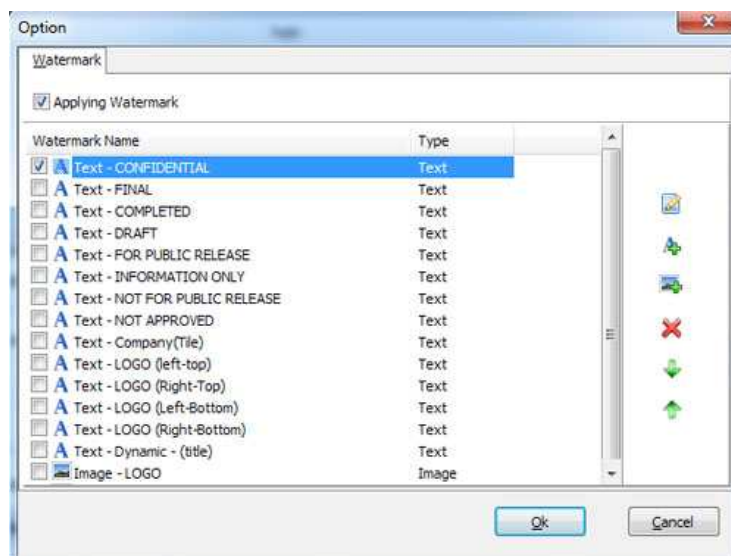 Option
Watermark
Applying Watermark
Watermark Name Type
Text - CONFIDENTIAL Text
Text - FINAL Text
Text - COMPLETED Text
Text - DRAFT Text
Text - FOR PUBLIC RELEASE Text
Text - INFORMATION ONLY Text
Text - NOT FOR PUBLIC RELEASE Text
Text - NOT APPROVED Text
Text - Company(Tile) Text
Text - LOGO (left-top) Text
Text - LOGO (Right-Top) Text
Text - LOGO (Left-Bottom) Text
Text - LOGO (Right-Bottom) Text
Text - Dynamic - (title) Text
Image - LOGO Image
Ok Cancel